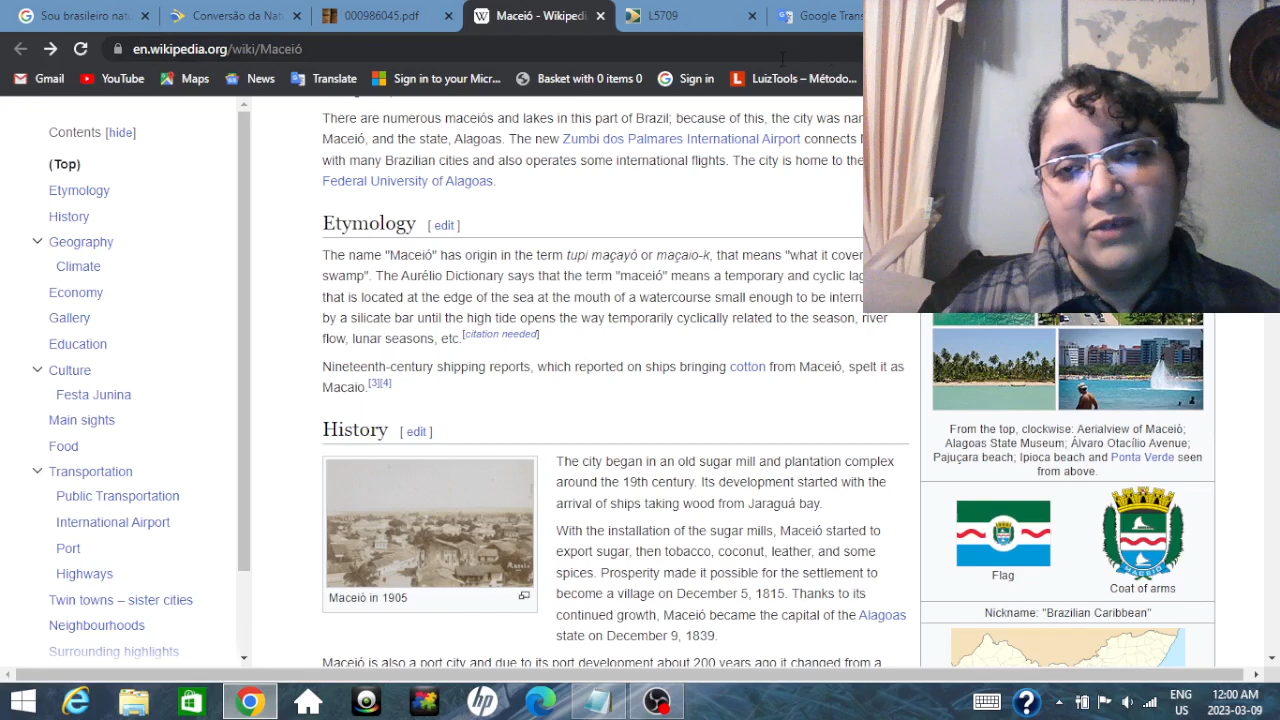 Brasileiro nat
Conversão da Nat
000986045.pdf
Maceió - Wikipedi
L5709
Google Tran
en.wikipedia.org/wiki/Maceió
Gmail YouTube Maps News Translate Sign in to your Micr... Basket with 0 items 0 Sign in LuizTools – Método...
Contents [hide]
(Top)
Etymology
History
Geography
Climate
Economy
Gallery
Education
Culture
Festa Junina
Main sights
Food
Transportation
Public Transportation
International Airport
Port
Highways
Twin towns – sister cities
Neighbourhoods
Surrounding highlights
There are numerous maceiós and lakes in this part of Brazil; because of this, the city was nam
Maceió, and the state, Alagoas. The new Zumbi dos Palmares International Airport connects
with many Brazilian cities and also operates some international flights. The city is home to the
Federal University of Alagoas.
Etymology [ edit ]
The name "Maceió" has origin in the term tupi maçayó or maçaio-k, that means "what it cover
swamp". The Aurélio Dictionary says that the term "maceió" means a temporary and cyclic lag
that is located at the edge of the sea at the mouth of a watercourse small enough to be interru
by a silicate bar until the high tide opens the way temporarily cyclically related to the season, river
flow, lunar seasons, etc.[citation needed]
Nineteenth-century shipping reports, which reported on ships bringing cotton from Maceió, spelt it as
Macaio.[3][4]
History [ edit ]
Maceió in 1905
The city began in an old sugar mill and plantation complex
around the 19th century. Its development started with the
arrival of ships taking wood from Jaraguá bay.
With the installation of the sugar mills, Maceió started to
export sugar, then tobacco, coconut, leather, and some
spices. Prosperity made it possible for the settlement to
become a village on December 5, 1815. Thanks to its
continued growth, Maceió became the capital of the Alagoas
state on December 9, 1839.
Maceió is also a port city and due to its port development about 200 years ago it changed from a
From the top, clockwise: Aerialview of Maceió;
Alagoas State Museum; Álvaro Otacílio Avenue;
Pajuçara beach; Ipioca beach and Ponta Verde seen
from above.
Flag
MACEIÓ
Coat of arms
Nickname: "Brazilian Caribbean"
ENG
US
12:00 AM
2023-03-09